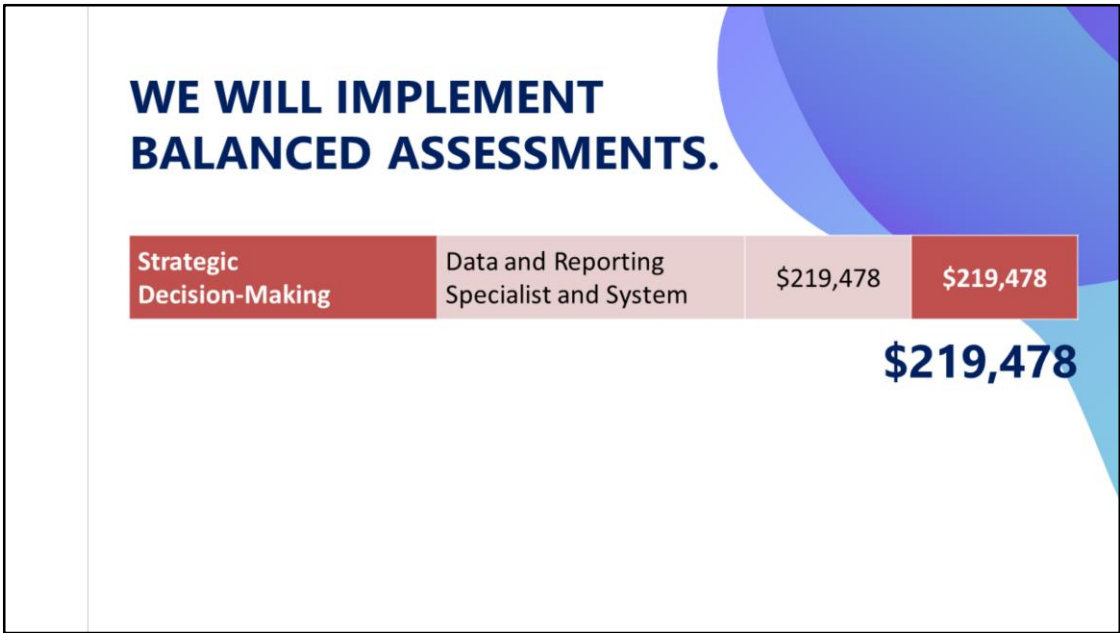 WE WILL IMPLEMENT
BALANCED ASSESSMENTS.
Strategic
Decision-Making
Data and Reporting
Specialist and System
$219,478
$219,478
$219,478